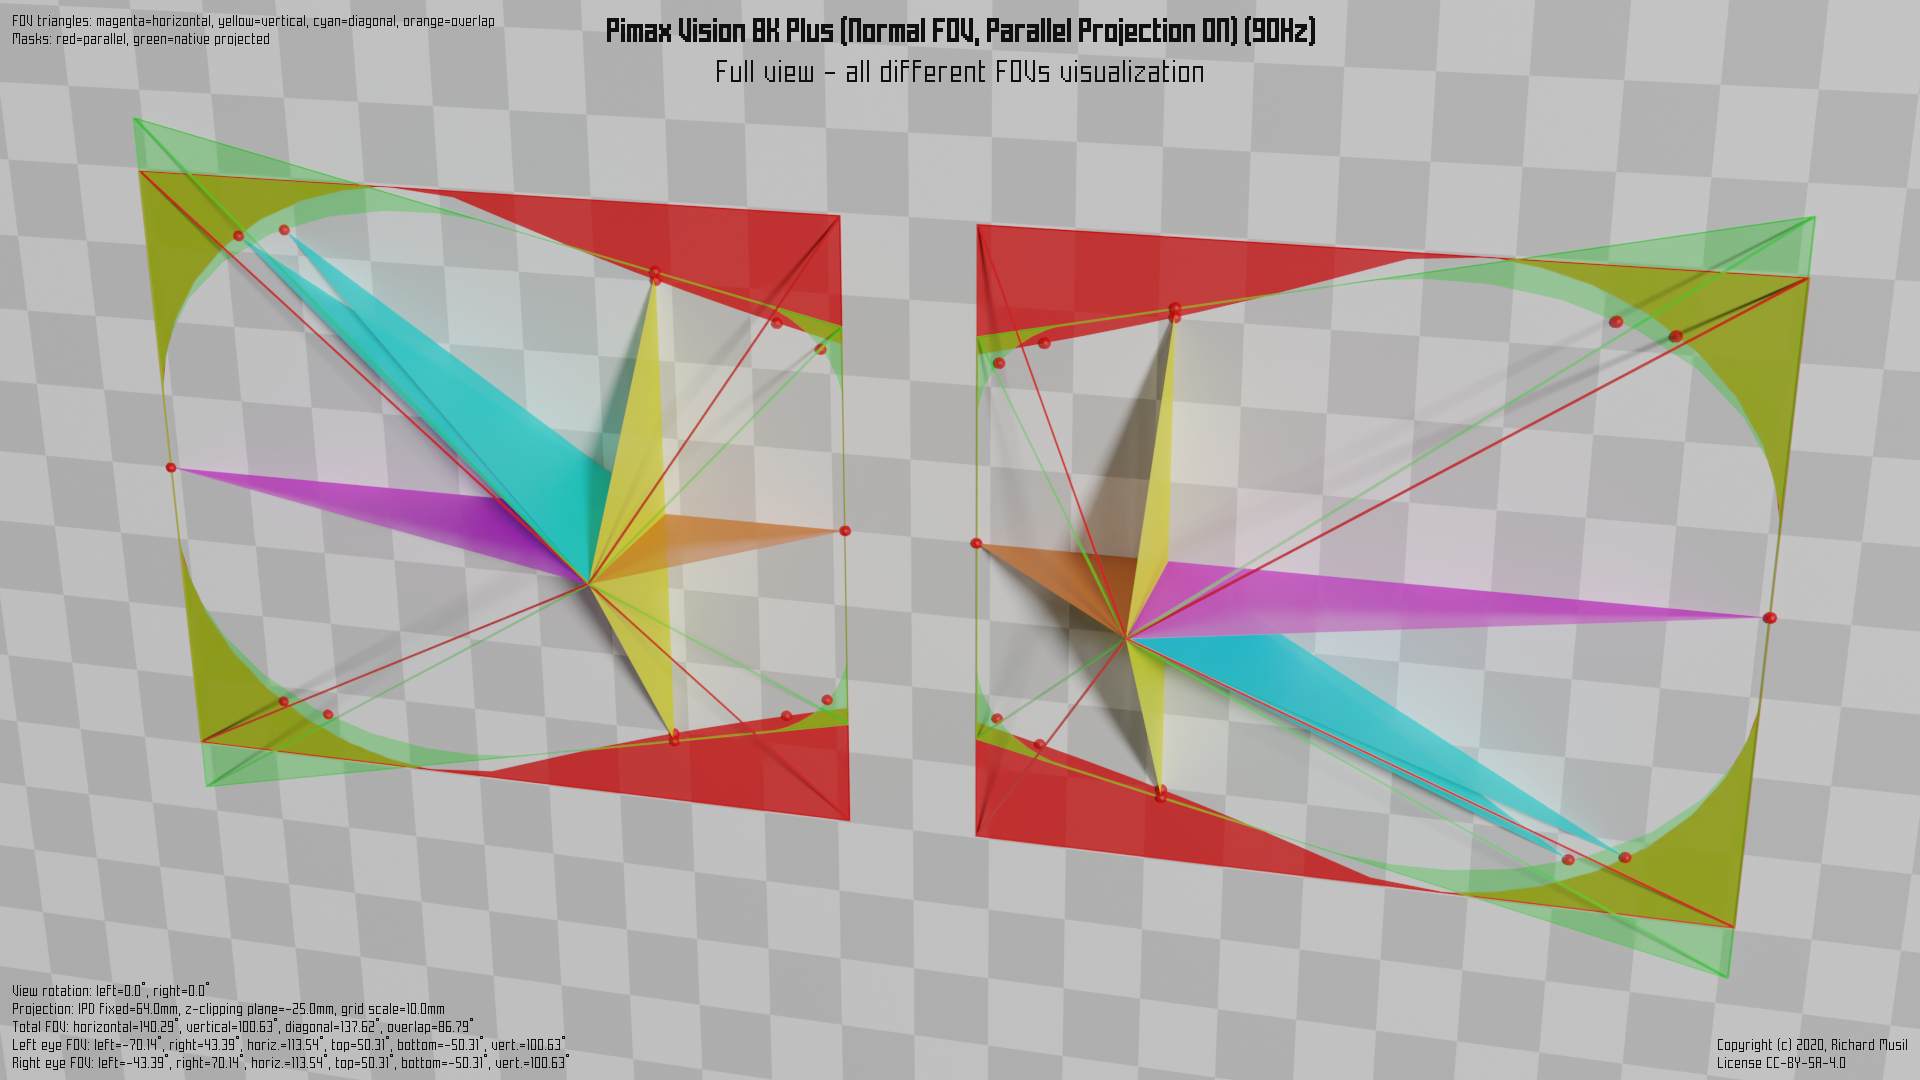 FOV triangles: magenta=horizontal, yellow=vertical, cyan=diagonal, orange=overlap
Masks: red=parallel, green=native projected
Pimax Vision 8K Plus (Normal FOV, Parallel Projection ON) (90Hz)
Full view - all different FOVs visualization
View rotation: left=0.0°, right=0.0°
Projection: IPD fixed=64.0mm, z-clipping plane=-25.0mm, grid scale=10.0mm
Total FOV: horizontal=140.29°, vertical=100.63°, diagonal=137.62°, overlap=86.79°
Left eye FOV: left=-70.14°, right=43.39°, horiz.=113.54°, top=50.31°, bottom=-50.31°, vert.=100.63°
Right eye FOV: left=-43.39°, right=70.14°, horiz.=113.54°, top=50.31°, bottom=-50.31°, vert.=100.63°
Copyright (c) 2020, Richard Musil
License CC-BY-SA-4.0